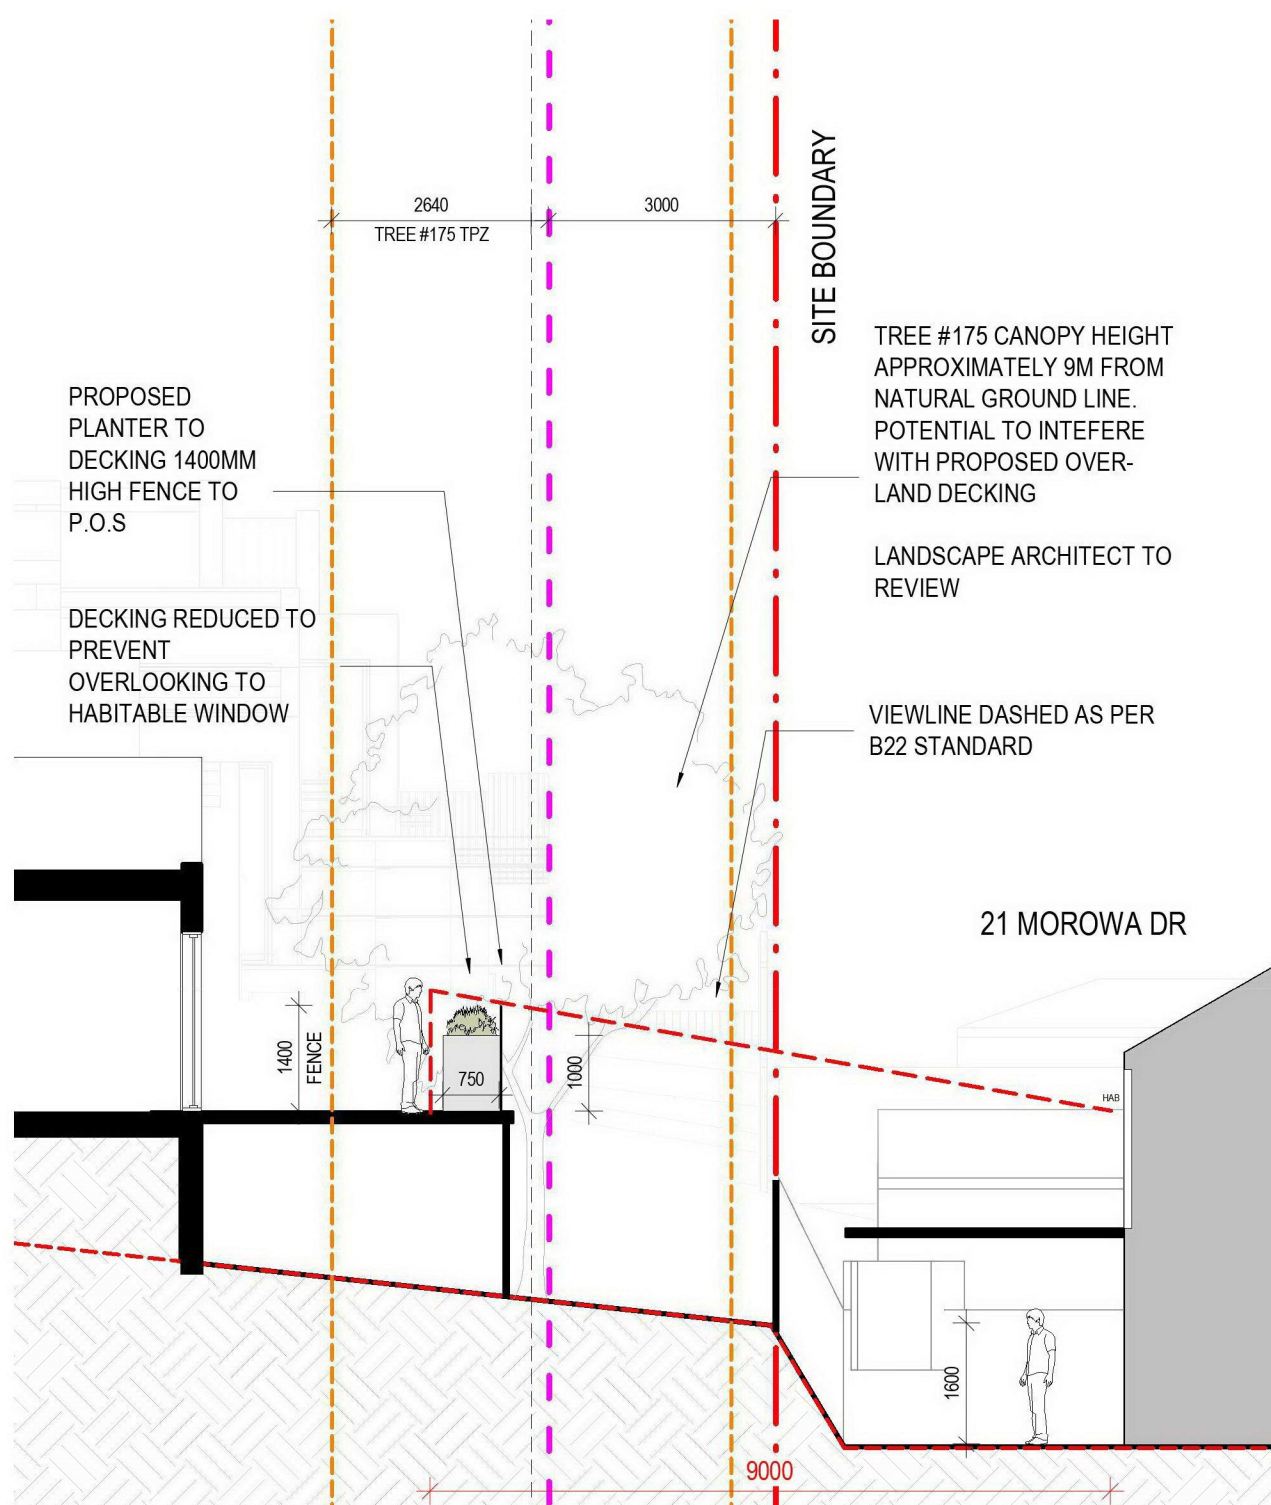 2640
TREE #175 TPZ
3000
SITE BOUNDARY
TREE #175 CANOPY HEIGHT
APPROXIMATELY 9M FROM
NATURAL GROUND LINE.
POTENTIAL TO INTEFERE
WITH PROPOSED OVER-
LAND DECKING
LANDSCAPE ARCHITECT TO
REVIEW
PROPOSED
PLANTER TO
DECKING 1400MM
HIGH FENCE TO
P.O.S
DECKING REDUCED TO
PREVENT
OVERLOOKING TO
HABITABLE WINDOW
VIEWLINE DASHED AS PER
B22 STANDARD
21 MOROWA DR
1400
FENCE
750
1000
HAB
1600
9000